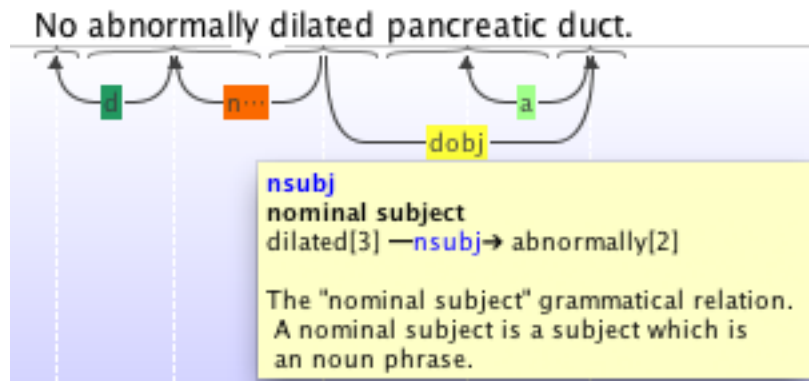 No abnormally dilated pancreatic duct.
d n··· a
dobj
nsubj
nominal subject
dilated[3] —nsubj→ abnormally[2]
The "nominal subject" grammatical relation.
A nominal subject is a subject which is
an noun phrase.